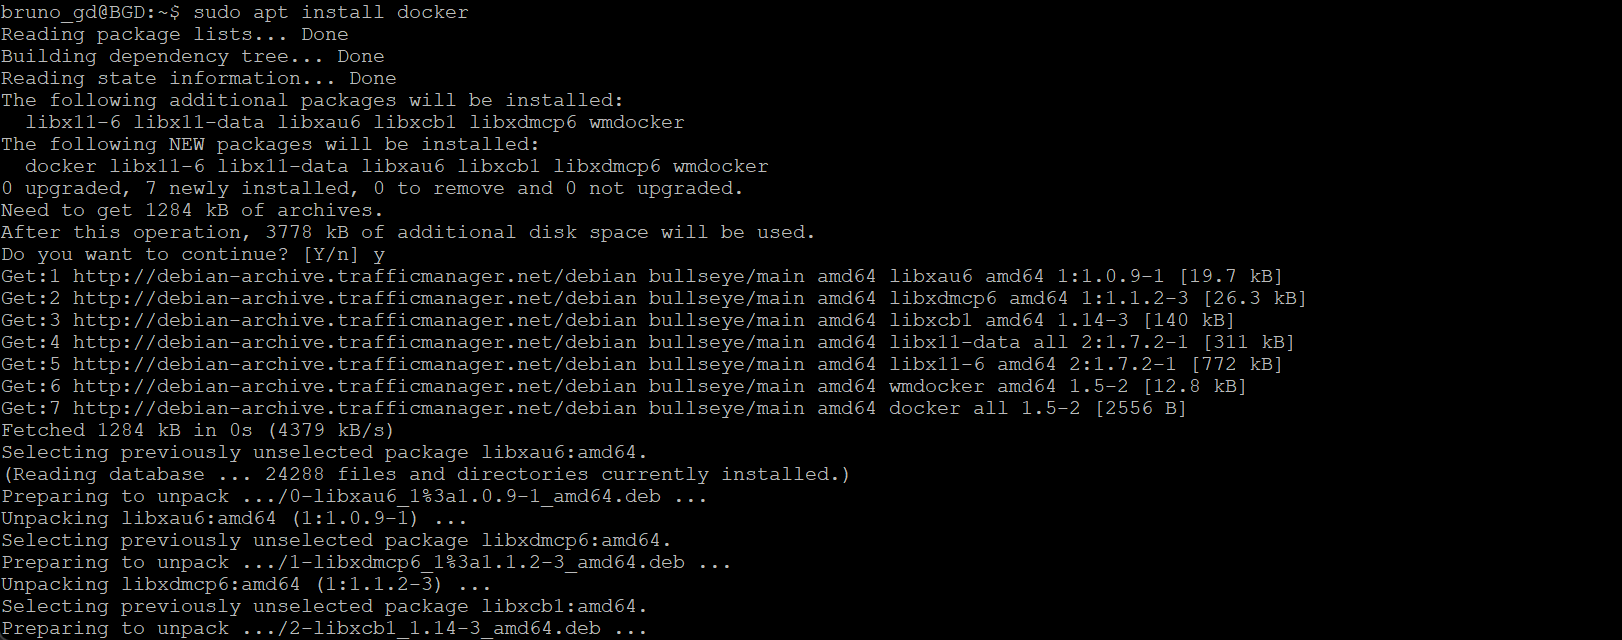 bruno_gd@BGD:~$ sudo apt install docker
Reading package lists... Done
Building dependency tree... Done
Reading state information... Done
The following additional packages will be installed:
  libx11-6 libx11-data libxau6 libxcb1 libxdmcp6 wmdocker
The following NEW packages will be installed:
  docker libx11-6 libx11-data libxau6 libxcb1 libxdmcp6 wmdocker
0 upgraded, 7 newly installed, 0 to remove and 0 not upgraded.
Need to get 1284 kB of archives.
After this operation, 3778 kB of additional disk space will be used.
Do you want to continue? [Y/n] y
Get:1 http://debian-archive.trafficmanager.net/debian bullseye/main amd64 libxau6 amd64 1:1.0.9-1 [19.7 kB]
Get:2 http://debian-archive.trafficmanager.net/debian bullseye/main amd64 libxdmcp6 amd64 1:1.1.2-3 [26.3 kB]
Get:3 http://debian-archive.trafficmanager.net/debian bullseye/main amd64 libxcb1 amd64 1.14-3 [140 kB]
Get:4 http://debian-archive.trafficmanager.net/debian bullseye/main amd64 libx11-data all 2:1.7.2-1 [311 kB]
Get:5 http://debian-archive.trafficmanager.net/debian bullseye/main amd64 libx11-6 amd64 2:1.7.2-1 [772 kB]
Get:6 http://debian-archive.trafficmanager.net/debian bullseye/main amd64 wmdocker amd64 1.5-2 [12.8 kB]
Get:7 http://debian-archive.trafficmanager.net/debian bullseye/main amd64 docker all 1.5-2 [2556 B]
Fetched 1284 kB in 0s (4379 kB/s)
Selecting previously unselected package libxau6:amd64.
(Reading database ... 24288 files and directories currently installed.)
Preparing to unpack .../0-libxau6_1%3a1.0.9-1_amd64.deb ...
Unpacking libxau6:amd64 (1:1.0.9-1) ...
Selecting previously unselected package libxdmcp6:amd64.
Preparing to unpack .../1-libxdmcp6_1%3a1.1.2-3_amd64.deb ...
Unpacking libxdmcp6:amd64 (1:1.1.2-3) ...
Selecting previously unselected package libxcb1:amd64.
Preparing to unpack .../2-libxcb1_1.14-3_amd64.deb ...